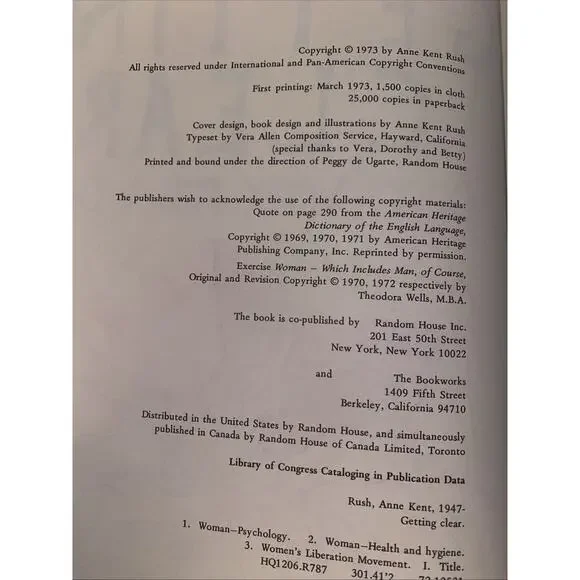 Copyright © 1973 by Anne Kent Rush
All rights reserved under International and Pan-American Copyright Conventions
First printing: March 1973, 1,500 copies in cloth
25,000 copies in paperback
Cover design, book design and illustrations by Anne Kent Rush
Typeset by Vera Allen Composition Service, Hayward, California
(special thanks to Vera, Dorothy and Betty)
Printed and bound under the direction of Peggy de Ugarte, Random House
The publishers wish to acknowledge the use of the following copyright materials:
Quote on page 290 from the American Heritage
Dictionary of the English Language,
Copyright © 1969, 1970, 1971 by American Heritage
Publishing Company, Inc. Reprinted by permission.
Exercise Woman — Which Includes Man, of Course,
Original and Revision Copyright © 1970, 1972 respectively by
Theodora Wells, M.B.A.
The book is co-published by Random House Inc.
201 East 50th Street
New York, New York 10022
and The Bookworks
1409 Fifth Street
Berkeley, California 94710
Distributed in the United States by Random House, and simultaneously
published in Canada by Random House of Canada Limited, Toronto
Library of Congress Cataloging in Publication Data
Rush, Anne Kent, 1947-
Getting clear.
1. Woman—Psychology. 2. Woman—Health and hygiene.
3. Women's Liberation Movement. I. Title.
HQ1206.R787 301.41'2